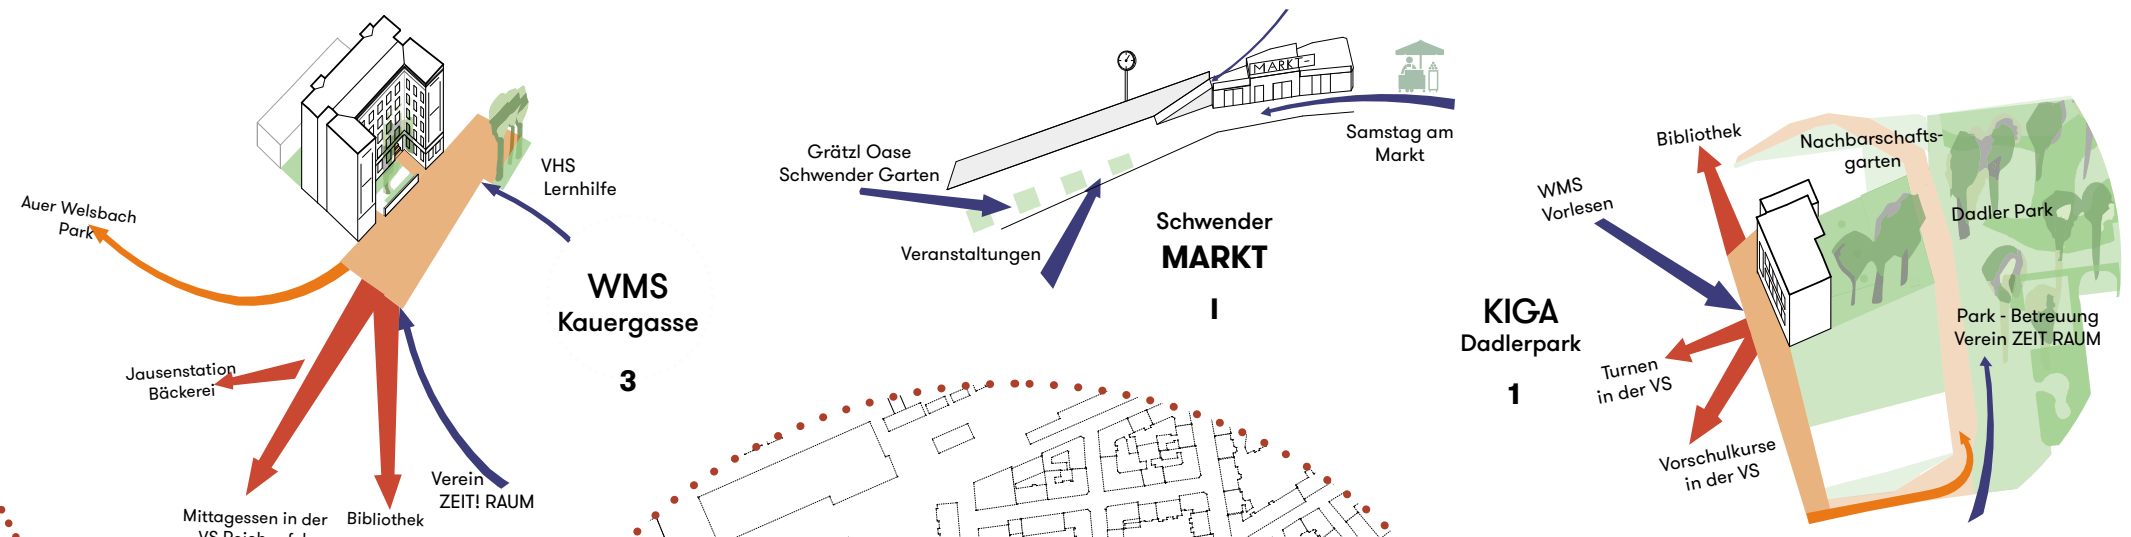 VHS
Lernhilfe
Auer Welsbach
Park
WMS
Kauergasse
3
Jausenstation
Bäckerei
Verein
ZEIT! RAUM
Mittagessen in der
Bibliothek
MARKT
Samstag am
Markt
Grätzl Oase
Schwender Garten
Veranstaltungen
Schwender
MARKT
I
Bibliothek
Nachbarschafts-
garten
WMS
Vorlesen
Dadler Park
KIGA
Dadlerpark
1
Park - Betreuung
Verein ZEIT RAUM
Turnen
in der VS
Vorschulkurse
in der VS